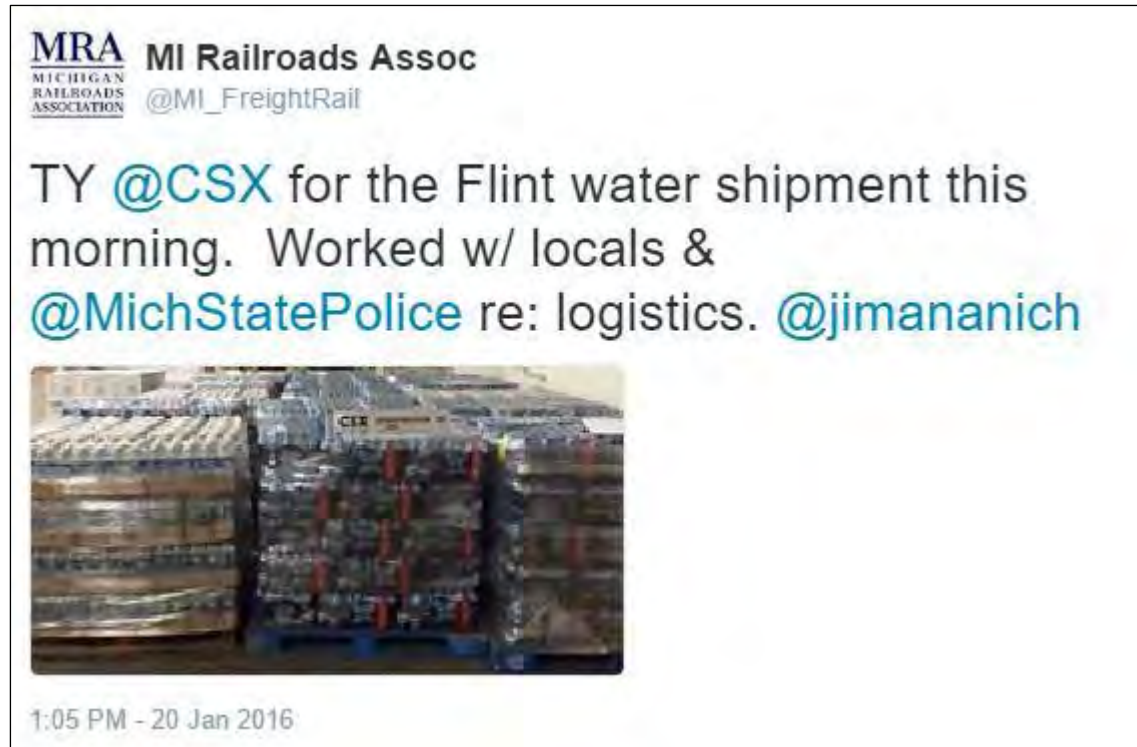 MRA
MICHIGAN
RAILROADS
ASSOCIATION
MI Railroads Assoc
@MI_FreightRail
TY @CSX for the Flint water shipment this
morning.  Worked w/ locals &
@MichStatePolice re: logistics. @jimananich
CSX
1:05 PM - 20 Jan 2016